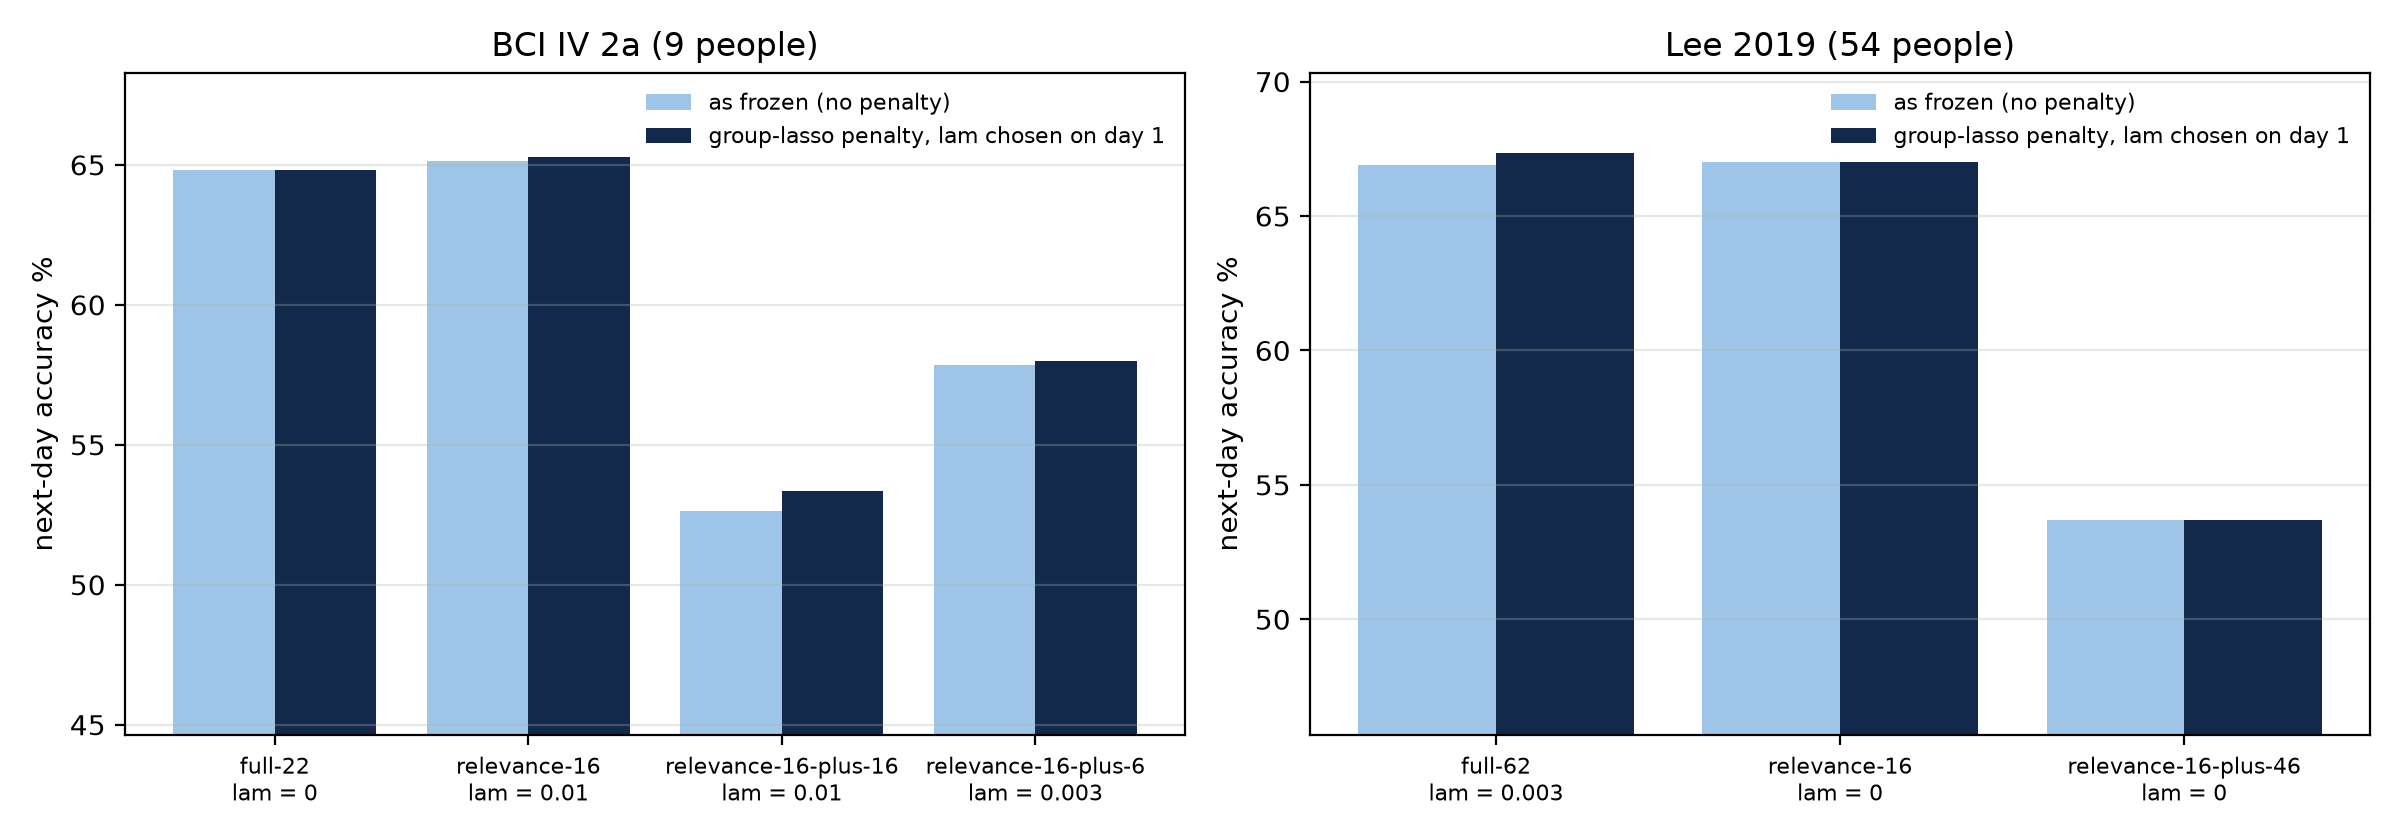 BCI IV 2a (9 people)
as frozen (no penalty)
group-lasso penalty, lam chosen on day 1
next-day accuracy %
65
60
55
50
45
full-22
lam = 0
relevance-16
lam = 0.01
relevance-16-plus-16
lam = 0.01
relevance-16-plus-6
lam = 0.003
Lee 2019 (54 people)
as frozen (no penalty)
group-lasso penalty, lam chosen on day 1
next-day accuracy %
70
65
60
55
50
full-62
lam = 0.003
relevance-16
lam = 0
relevance-16-plus-46
lam = 0